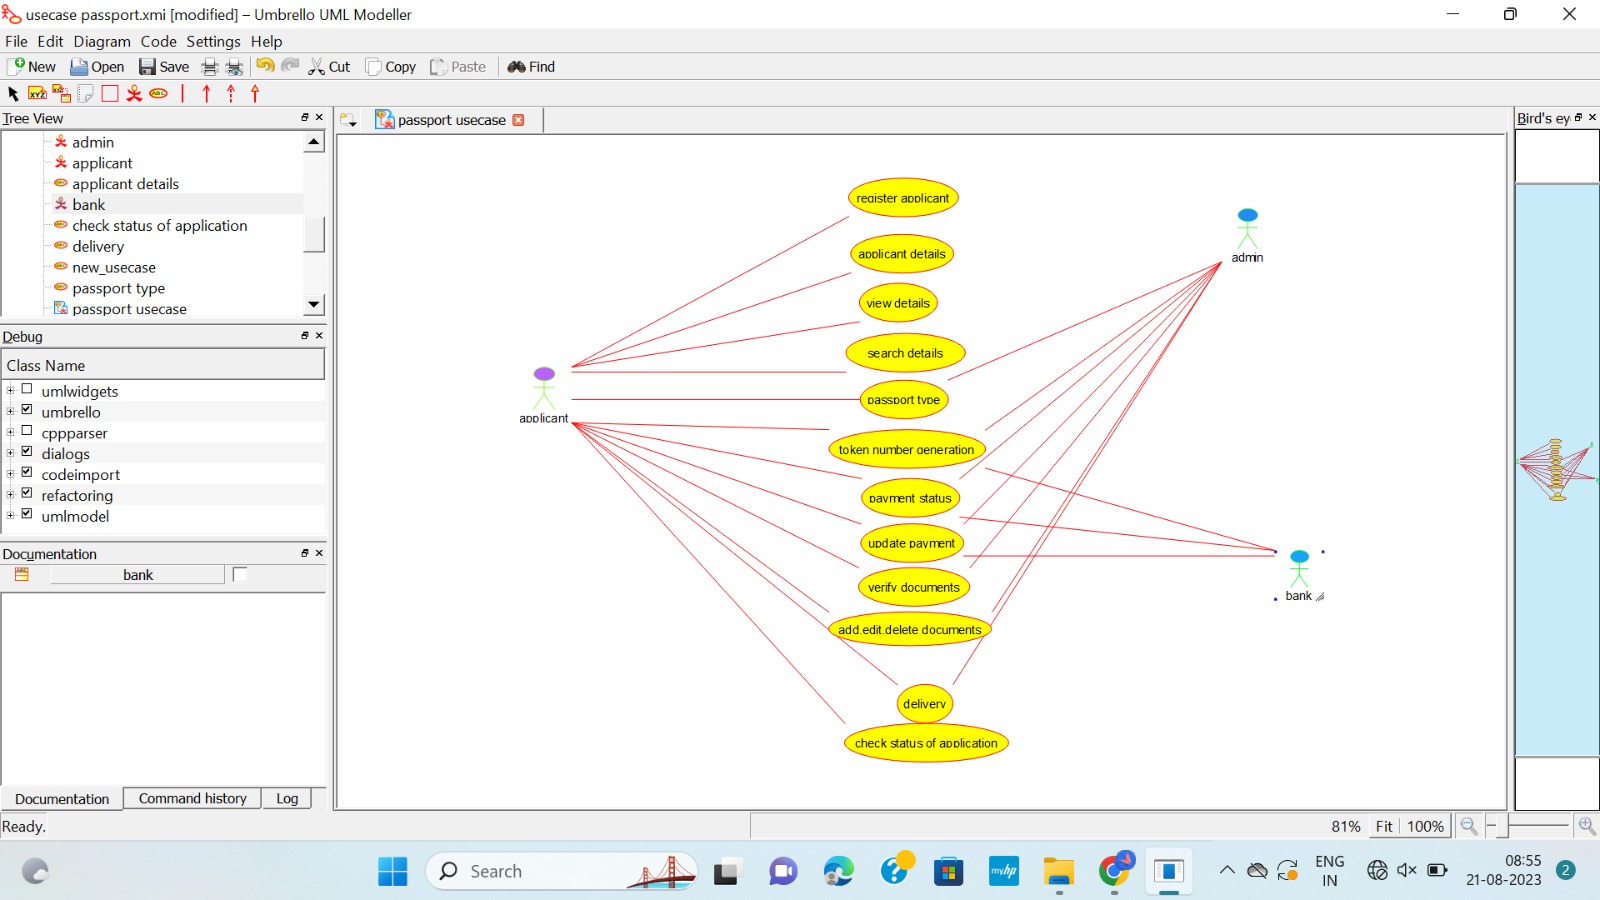 usecase passport.xmi [modified] – Umbrello UML Modeller
File Edit Diagram Code Settings Help
New Open Save Cut Copy Paste Find
XYZ ABC
Tree View
passport usecase
Bird's ey
admin
applicant
applicant details
bank
check status of application
delivery
new_usecase
passport type
passport usecase
Debug
Class Name
umlwidgets
umbrello
cppparser
dialogs
codeimport
refactoring
umlmodel
Documentation
bank
Documentation Command history Log
Ready.
register applicant
applicant details
view details
search details
passport type
token number generation
payment status
update payment
verify documents
add,edit,delete documents
delivery
check status of application
applicant
admin
bank
81% Fit 100%
Search
myhp
ENG
IN
08:55
21-08-2023
2